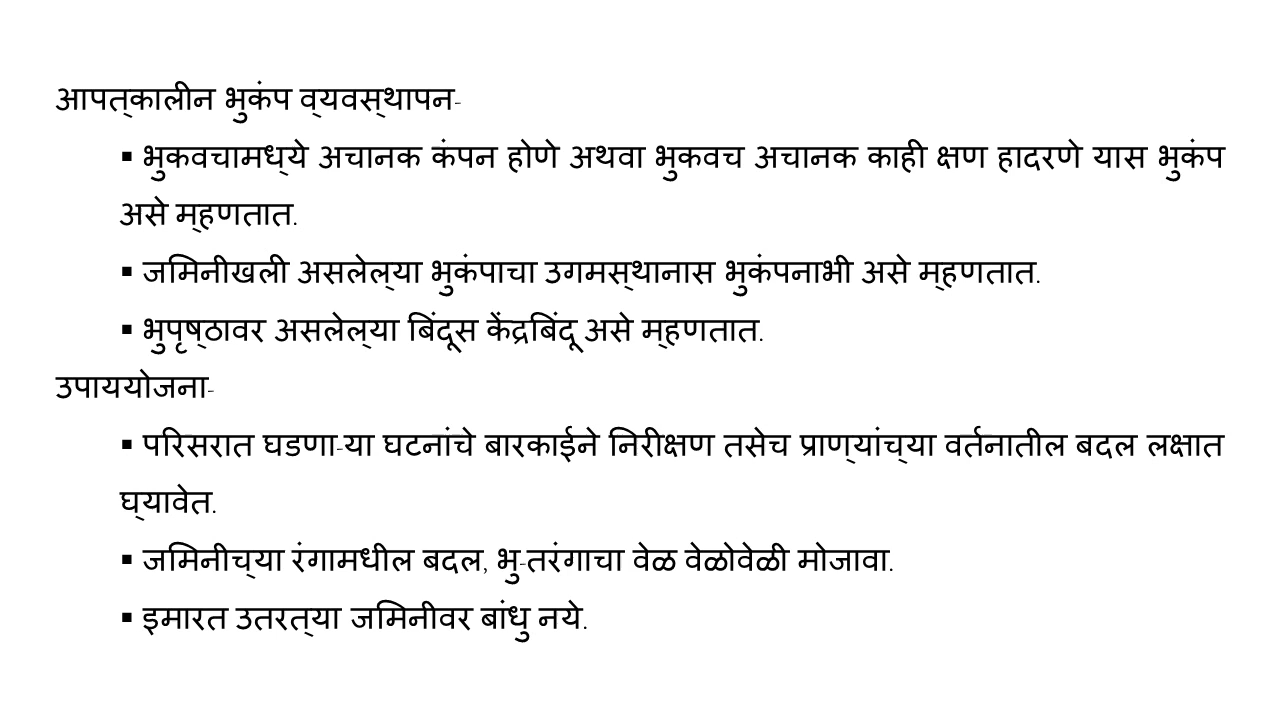 आपत्कालीन भुकंप व्यवस्थापन-
▪ भुकवचामध्ये अचानक कंपन होणे अथवा भुकवच अचानक काही क्षण हादरणे यास भुकंप
असे म्हणतात.
▪ जमिनीखली असलेल्या भुकंपाचा उगमस्थानास भुकंपनाभी असे म्हणतात.
▪ भुपृष्ठावर असलेल्या बिंदूस केंद्रबिंदू असे म्हणतात.
उपाययोजना-
▪ परिसरात घडणा-या घटनांचे बारकाईने निरीक्षण तसेच प्राण्यांच्या वर्तनातील बदल लक्षात
घ्यावेत.
▪ जमिनीच्या रंगामधील बदल, भु-तरंगाचा वेळ वेळोवेळी मोजावा.
▪ इमारत उतरत्या जमिनीवर बांधु नये.